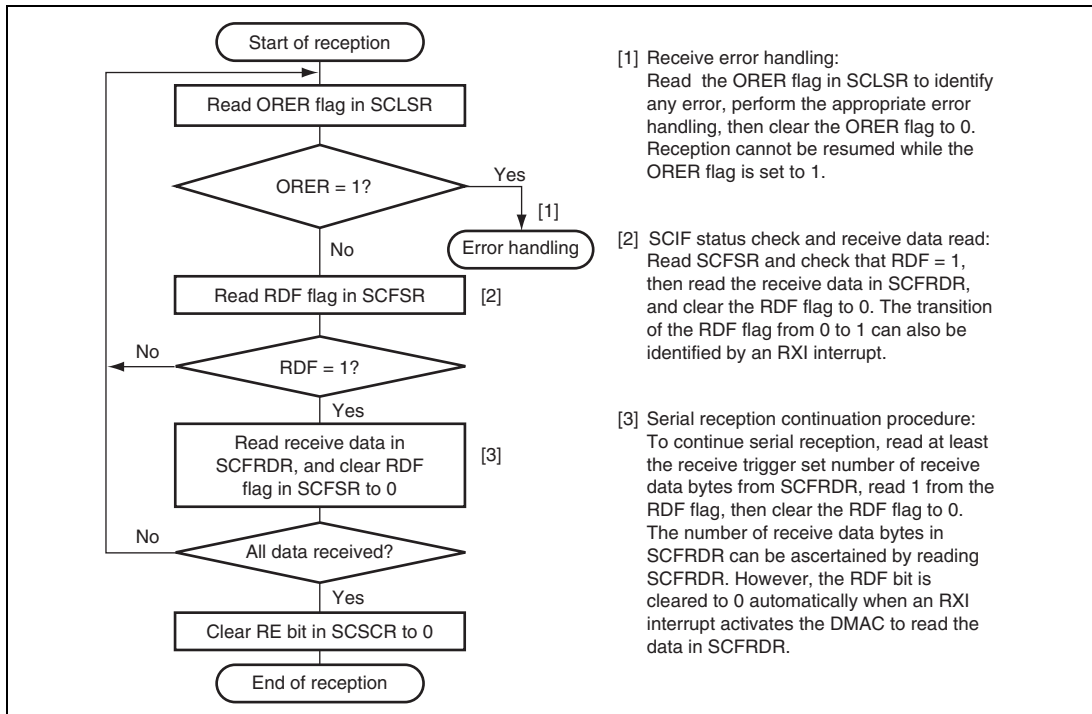 Start of reception
Read ORER flag in SCLSR
ORER = 1?
Yes
[1]
Error handling
No
Read RDF flag in SCFSR
[2]
No
RDF = 1?
Yes
Read receive data in
SCFRDR, and clear RDF
flag in SCFSR to 0
[3]
No
All data received?
Yes
Clear RE bit in SCSCR to 0
End of reception
[1] Receive error handling:
Read the ORER flag in SCLSR to identify
any error, perform the appropriate error
handling, then clear the ORER flag to 0.
Reception cannot be resumed while the
ORER flag is set to 1.
[2] SCIF status check and receive data read:
Read SCFSR and check that RDF = 1,
then read the receive data in SCFRDR,
and clear the RDF flag to 0. The transition
of the RDF flag from 0 to 1 can also be
identified by an RXI interrupt.
[3] Serial reception continuation procedure:
To continue serial reception, read at least
the receive trigger set number of receive
data bytes from SCFRDR, read 1 from the
RDF flag, then clear the RDF flag to 0.
The number of receive data bytes in
SCFRDR can be ascertained by reading
SCFRDR. However, the RDF bit is
cleared to 0 automatically when an RXI
interrupt activates the DMAC to read the
data in SCFRDR.